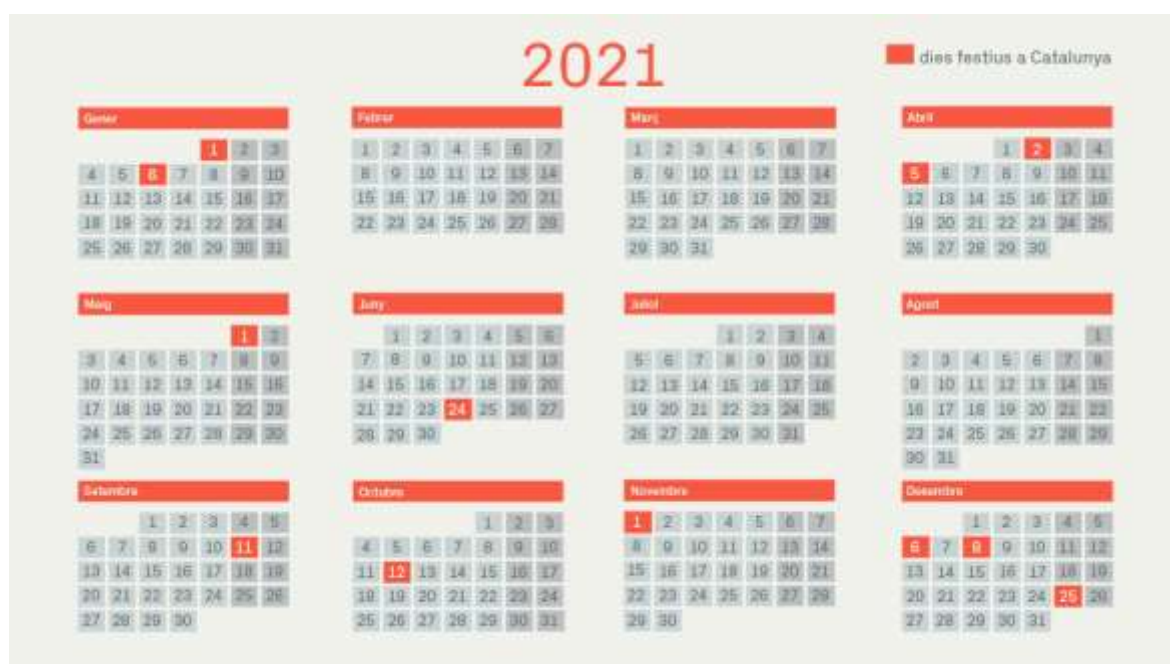 2021
dies festius a Catalunya
Gener
1 2 3
4 5 6 7 8 9 10
11 12 13 14 15 16 17
18 19 20 21 22 23 24
25 26 27 28 29 30 31
Febrer
1 2 3 4 5 6 7
8 9 10 11 12 13 14
15 16 17 18 19 20 21
22 23 24 25 26 27 28
Març
1 2 3 4 5 6 7
8 9 10 11 12 13 14
15 16 17 18 19 20 21
22 23 24 25 26 27 28
29 30 31
Abril
1 2 3 4
5 6 7 8 9 10 11
12 13 14 15 16 17 18
19 20 21 22 23 24 25
26 27 28 29 30
Maig
1 2
3 4 5 6 7 8 9
10 11 12 13 14 15 16
17 18 19 20 21 22 23
24 25 26 27 28 29 30
31
Juny
1 2 3 4 5 6
7 8 9 10 11 12 13
14 15 16 17 18 19 20
21 22 23 24 25 26 27
28 29 30
Juliol
1 2 3 4
5 6 7 8 9 10 11
12 13 14 15 16 17 18
19 20 21 22 23 24 25
26 27 28 29 30 31
Agost
1
2 3 4 5 6 7 8
9 10 11 12 13 14 15
16 17 18 19 20 21 22
23 24 25 26 27 28 29
30 31
Setembre
1 2 3 4 5
6 7 8 9 10 11 12
13 14 15 16 17 18 19
20 21 22 23 24 25 26
27 28 29 30
Octubre
1 2 3
4 5 6 7 8 9 10
11 12 13 14 15 16 17
18 19 20 21 22 23 24
25 26 27 28 29 30 31
Novembre
1 2 3 4 5 6 7
8 9 10 11 12 13 14
15 16 17 18 19 20 21
22 23 24 25 26 27 28
29 30
Desembre
1 2 3 4 5
6 7 8 9 10 11 12
13 14 15 16 17 18 19
20 21 22 23 24 25 26
27 28 29 30 31